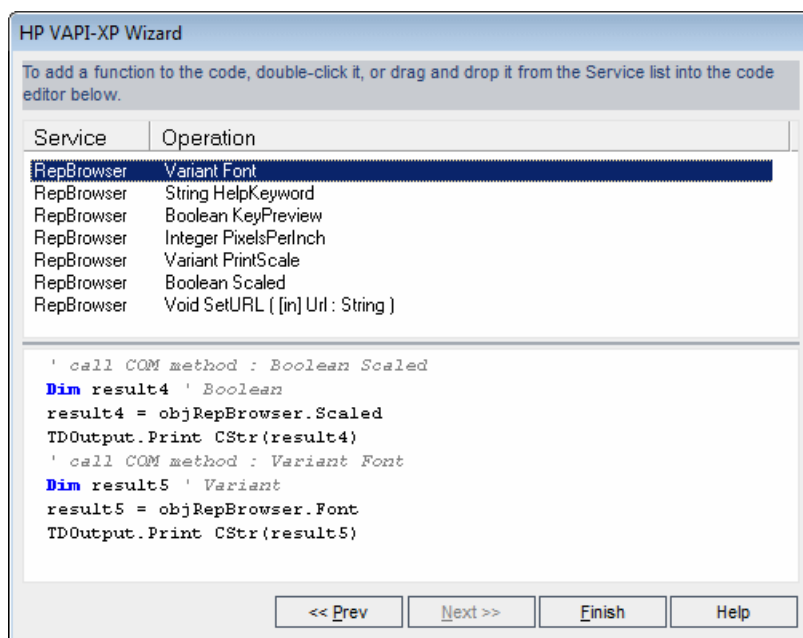 HP VAPI-XP Wizard
To add a function to the code, double-click it, or drag and drop it from the Service list into the code
editor below.
Service Operation
RepBrowser Variant Font
RepBrowser String HelpKeyword
RepBrowser Boolean KeyPreview
RepBrowser Integer PixelsPerInch
RepBrowser Variant PrintScale
RepBrowser Boolean Scaled
RepBrowser Void SetURL ( [in] Url : String )
' call COM method : Boolean Scaled
Dim result4 ' Boolean
result4 = objRepBrowser.Scaled
TDOutput.Print CStr(result4)
' call COM method : Variant Font
Dim result5 ' Variant
result5 = objRepBrowser.Font
TDOutput.Print CStr(result5)
<< Prev Next >> Finish Help